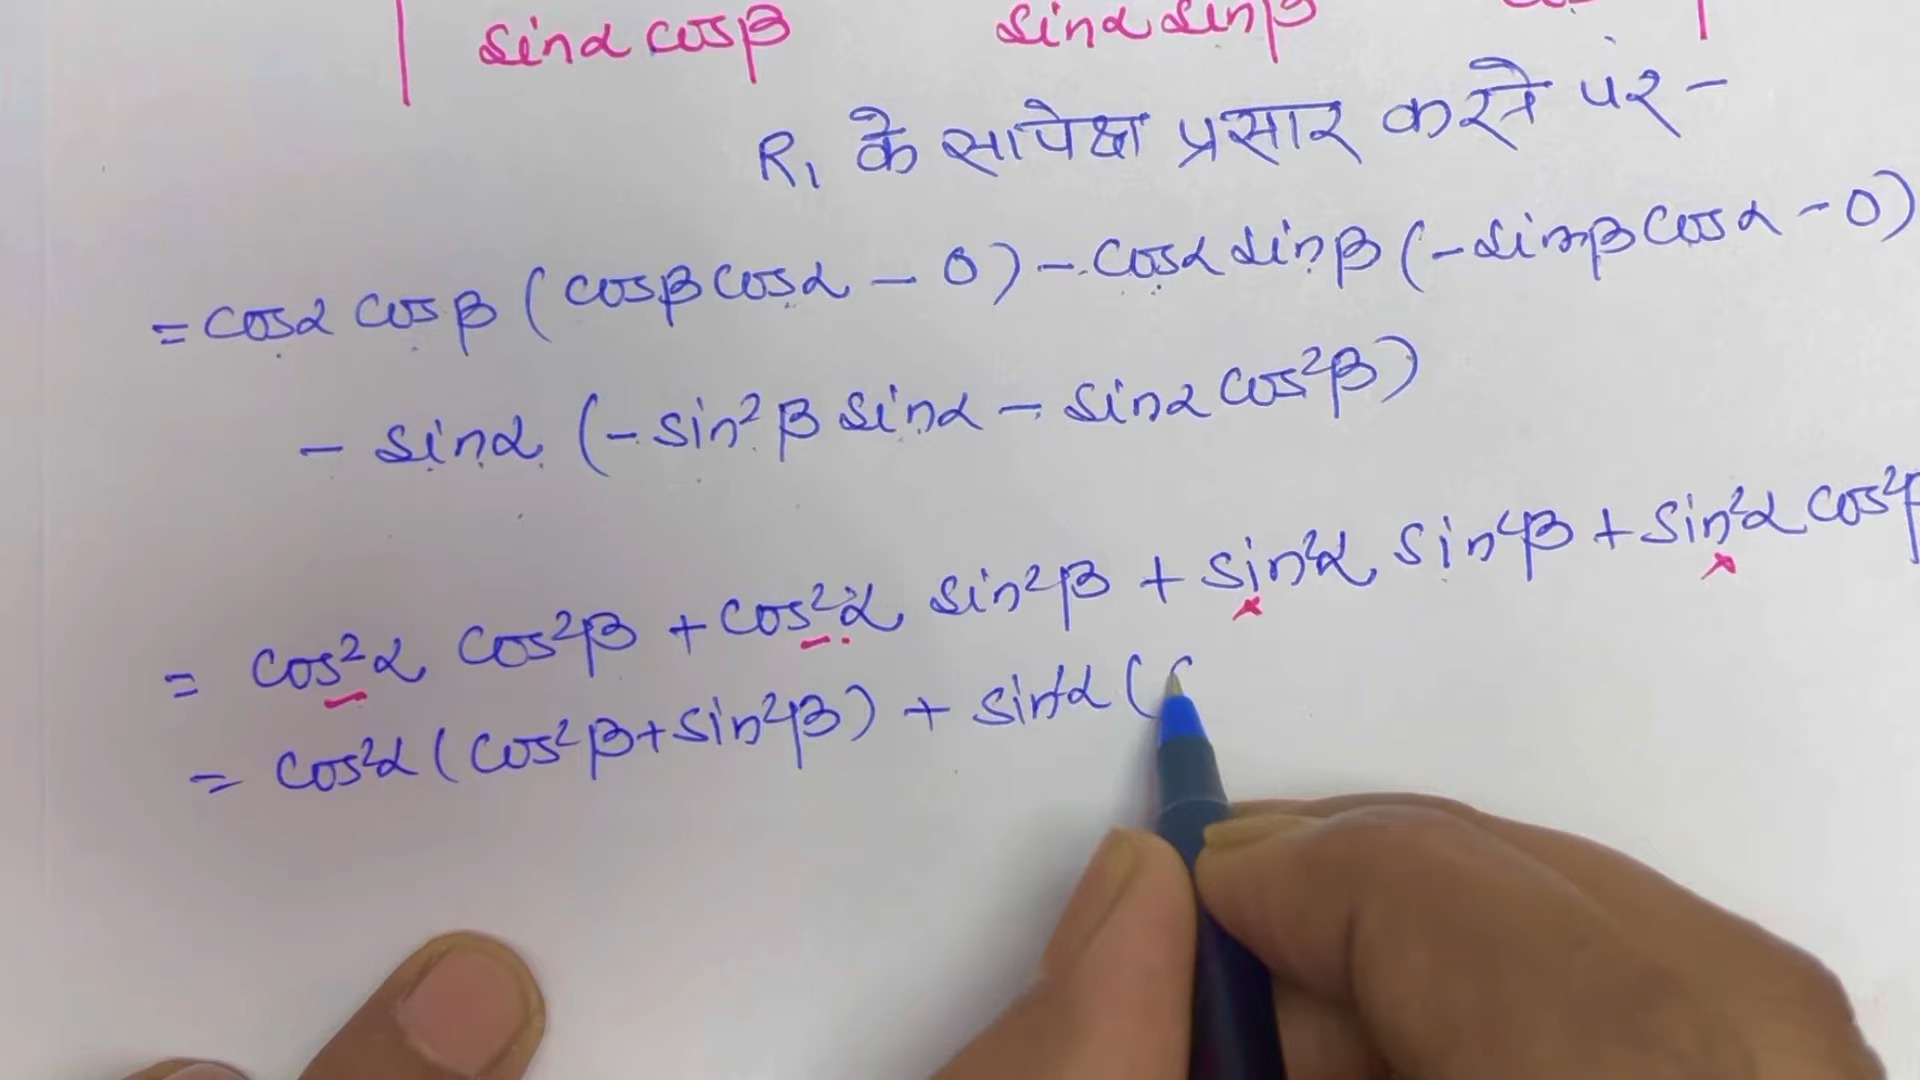 sinα cosβ sinα sinβ
R₁ के सापेक्ष प्रसार करने पर -
= cosα cosβ (cosβ cosα - 0) - cosα sinβ (-sinβ cosα - 0)
- sinα (-sin²β sinα - sinα cos²β)
= cos²α cos²β + cos²α sin²β + sin²α sin²β + sin²α cos²β
= cos²α (cos²β + sin²β) + sin²α (